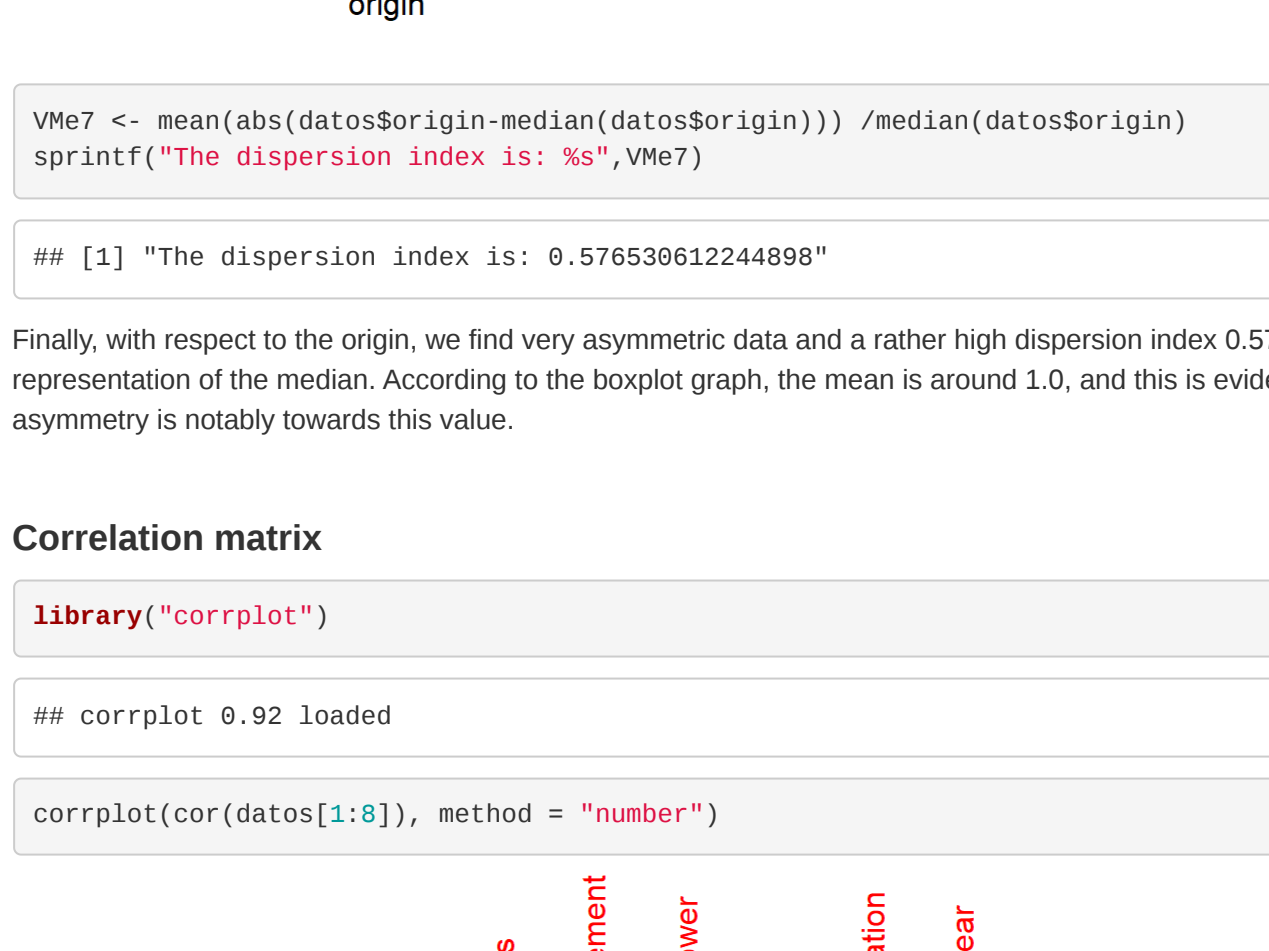 origin
VMe7 <- mean(abs(datos$origin-median(datos$origin))) /median(datos$origin)
sprintf("The dispersion index is: %s",VMe7)
## [1] "The dispersion index is: 0.576530612244898"
Finally, with respect to the origin, we find very asymmetric data and a rather high dispersion index
representation of the median. According to the boxplot graph, the mean is around 1.0, and this is
asymmetry is notably towards this value.
Correlation matrix
library("corrplot")
## corrplot 0.92 loaded
corrplot(cor(datos[1:8]), method = "number")